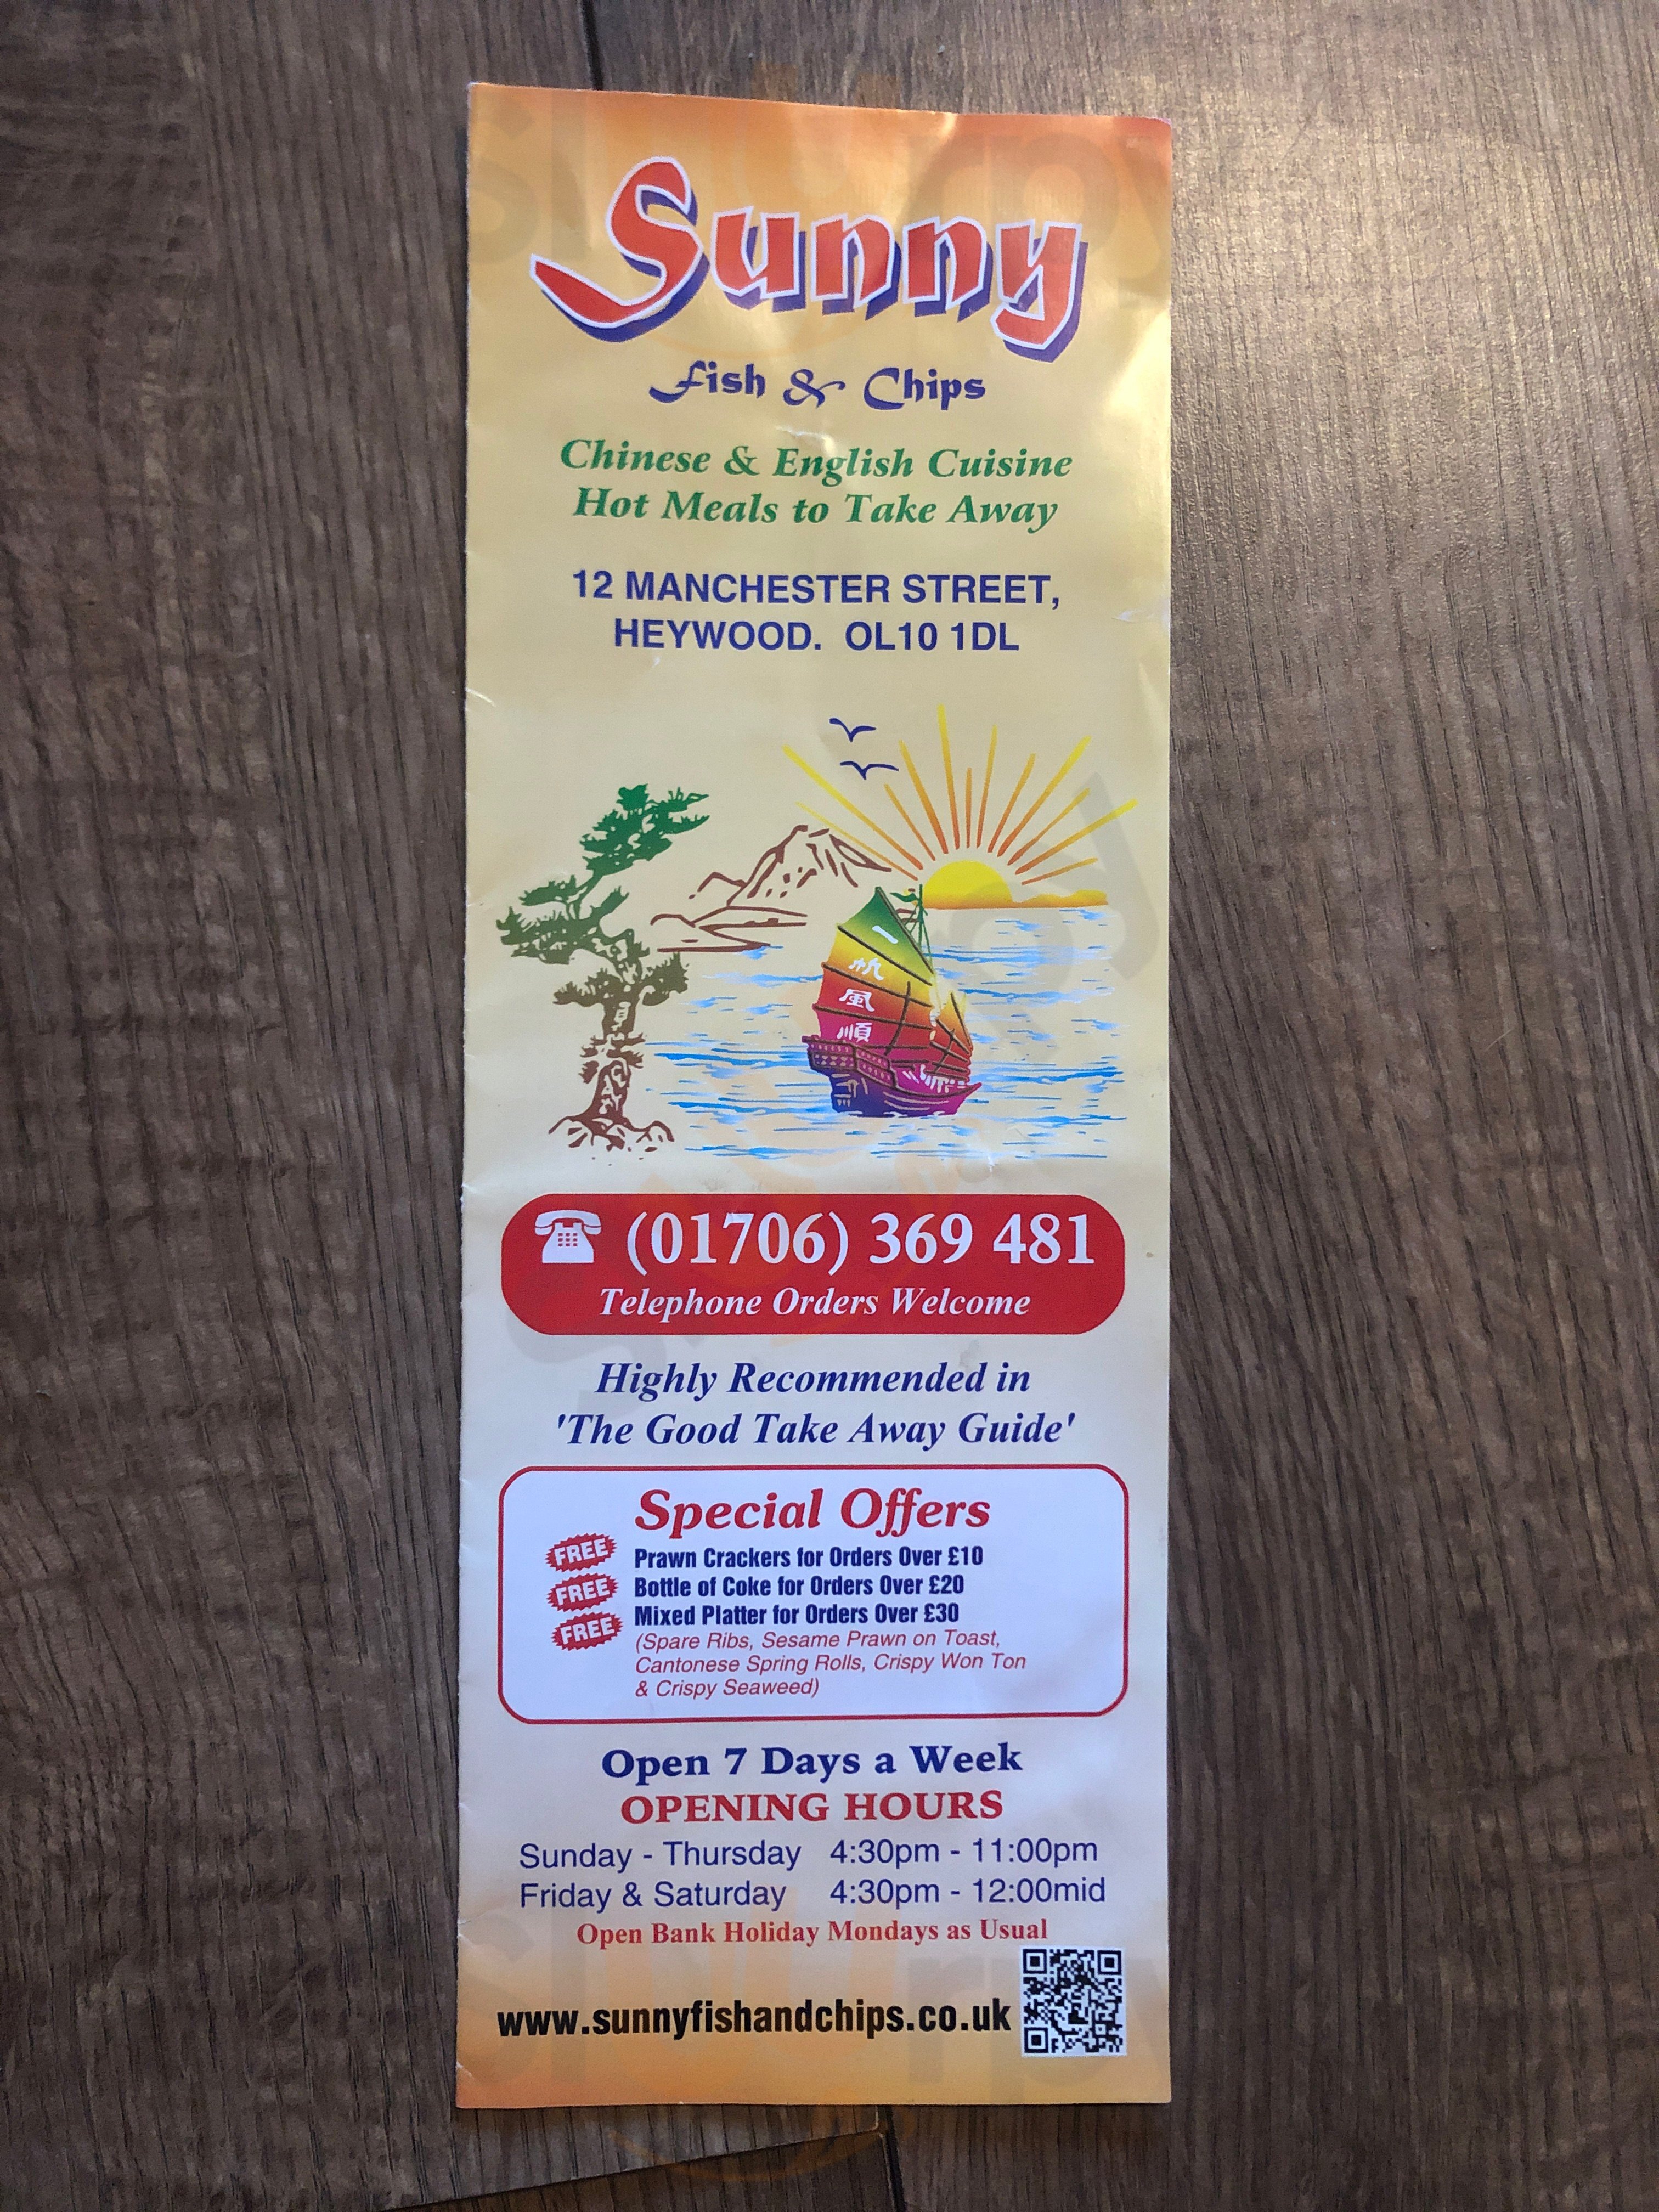 Sunny
Fish & Chips
Chinese & English Cuisine
Hot Meals to Take Away
12 MANCHESTER STREET,
HEYWOOD. OL10 1DL
一
帆
風
順
(01706) 369 481
Telephone Orders Welcome
Highly Recommended in
'The Good Take Away Guide'
Special Offers
FREE Prawn Crackers for Orders Over £10
FREE Bottle of Coke for Orders Over £20
FREE Mixed Platter for Orders Over £30
(Spare Ribs, Sesame Prawn on Toast,
Cantonese Spring Rolls, Crispy Won Ton
& Crispy Seaweed)
Open 7 Days a Week
OPENING HOURS
Sunday - Thursday 4:30pm - 11:00pm
Friday & Saturday 4:30pm - 12:00mid
Open Bank Holiday Mondays as Usual
www.sunnyfishandchips.co.uk